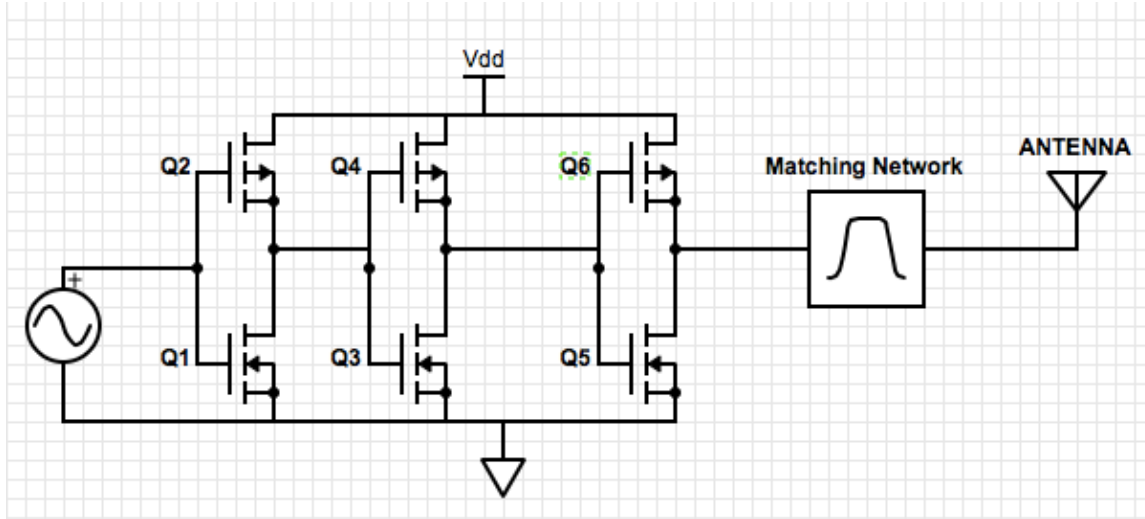 Vdd
Q2
Q4
Q6
Matching Network
ANTENNA
+
Q1
Q3
Q5